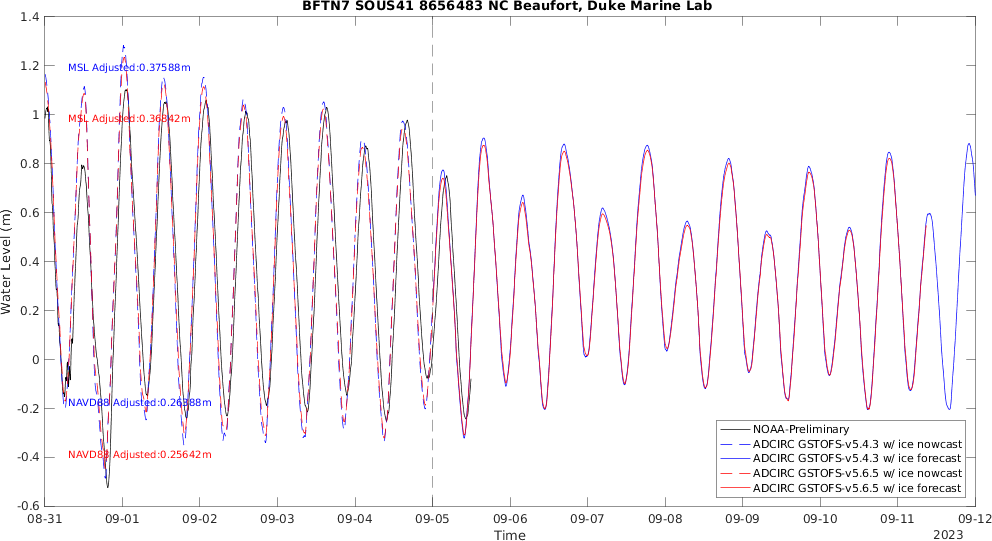 BFTN7 SOUS41 8656483 NC Beaufort, Duke Marine Lab
1.4
1.2
1
0.8
0.6
0.4
0.2
0
-0.2
-0.4
-0.6
Water Level (m)
MSL Adjusted:0.37588m
MSL Adjusted:0.36842m
NAVD88 Adjusted:0.26388m
NAVD88 Adjusted:0.25642m
NOAA-Preliminary
ADCIRC GSTOFS-v5.4.3 w/ ice nowcast
ADCIRC GSTOFS-v5.4.3 w/ ice forecast
ADCIRC GSTOFS-v5.6.5 w/ ice nowcast
ADCIRC GSTOFS-v5.6.5 w/ ice forecast
08-31 09-01 09-02 09-03 09-04 09-05 09-06 09-07 09-08 09-09 09-10 09-11 09-12
Time
2023